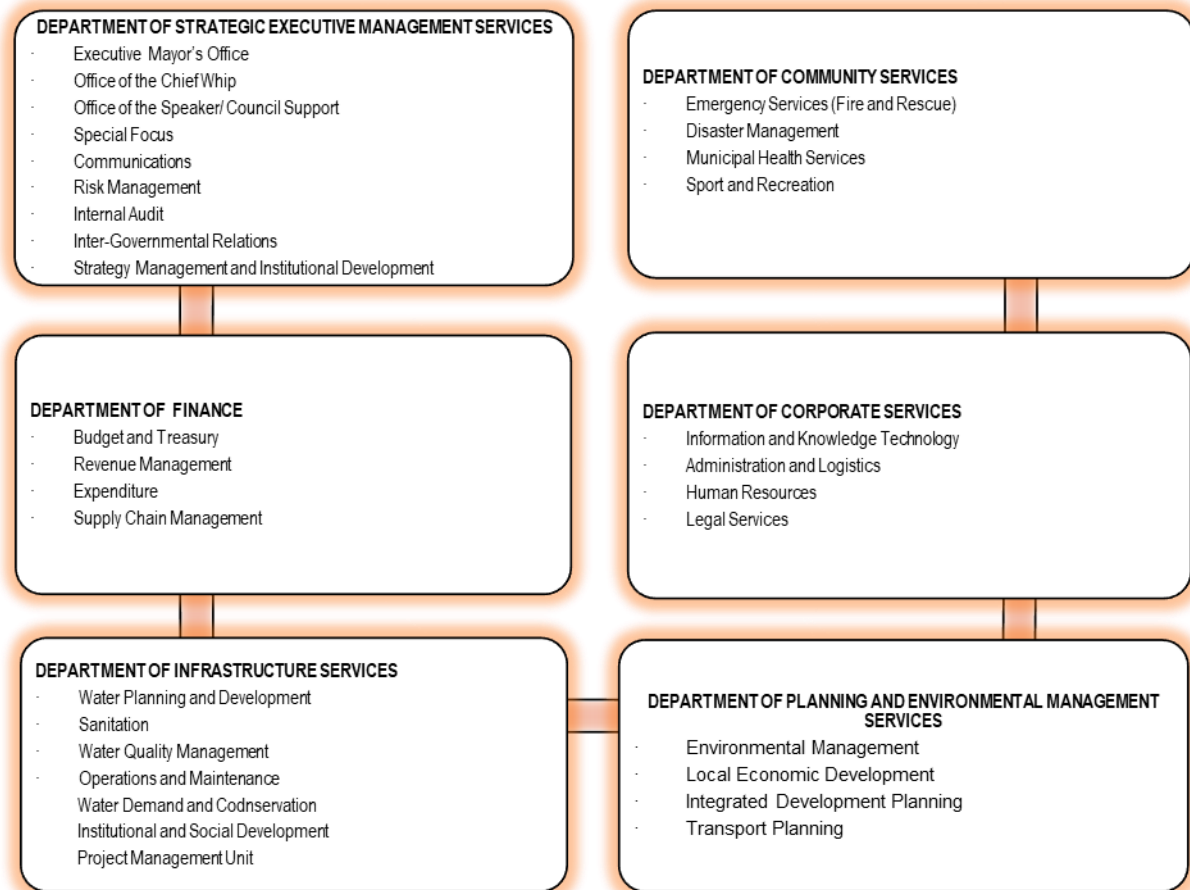 DEPARTMENT OF STRATEGIC EXECUTIVE MANAGEMENT SERVICES
· Executive Mayor's Office
· Office of the Chief Whip
· Office of the Speaker/ Council Support
· Special Focus
· Communications
· Risk Management
· Internal Audit
· Inter-Governmental Relations
· Strategy Management and Institutional Development
DEPARTMENT OF FINANCE
· Budget and Treasury
· Revenue Management
· Expenditure
· Supply Chain Management
DEPARTMENT OF INFRASTRUCTURE SERVICES
· Water Planning and Development
· Sanitation
· Water Quality Management
· Operations and Maintenance
Water Demand and Codnservation
Institutional and Social Development
Project Management Unit
DEPARTMENT OF PLANNING AND ENVIRONMENTAL MANAGEMENT
SERVICES
· Environmental Management
· Local Economic Development
· Integrated Development Planning
· Transport Planning
DEPARTMENT OF CORPORATE SERVICES
· Information and Knowledge Technology
· Administration and Logistics
· Human Resources
· Legal Services
DEPARTMENT OF COMMUNITY SERVICES
· Emergency Services (Fire and Rescue)
· Disaster Management
· Municipal Health Services
· Sport and Recreation